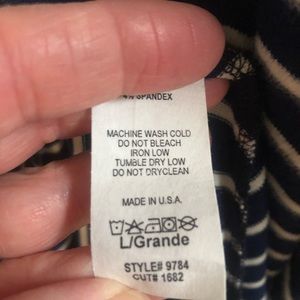 SPANDEX
MACHINE WASH COLD
DO NOT BLEACH
IRON LOW
TUMBLE DRY LOW
DO NOT DRYCLEAN
MADE IN U.S.A.
L/Grande
STYLE# 9784
CUT# 1682